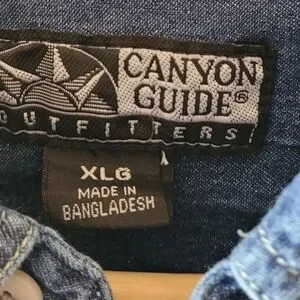 CANYON
GUIDE®
OUTFITTERS
XLG
MADE IN
BANGLADESH